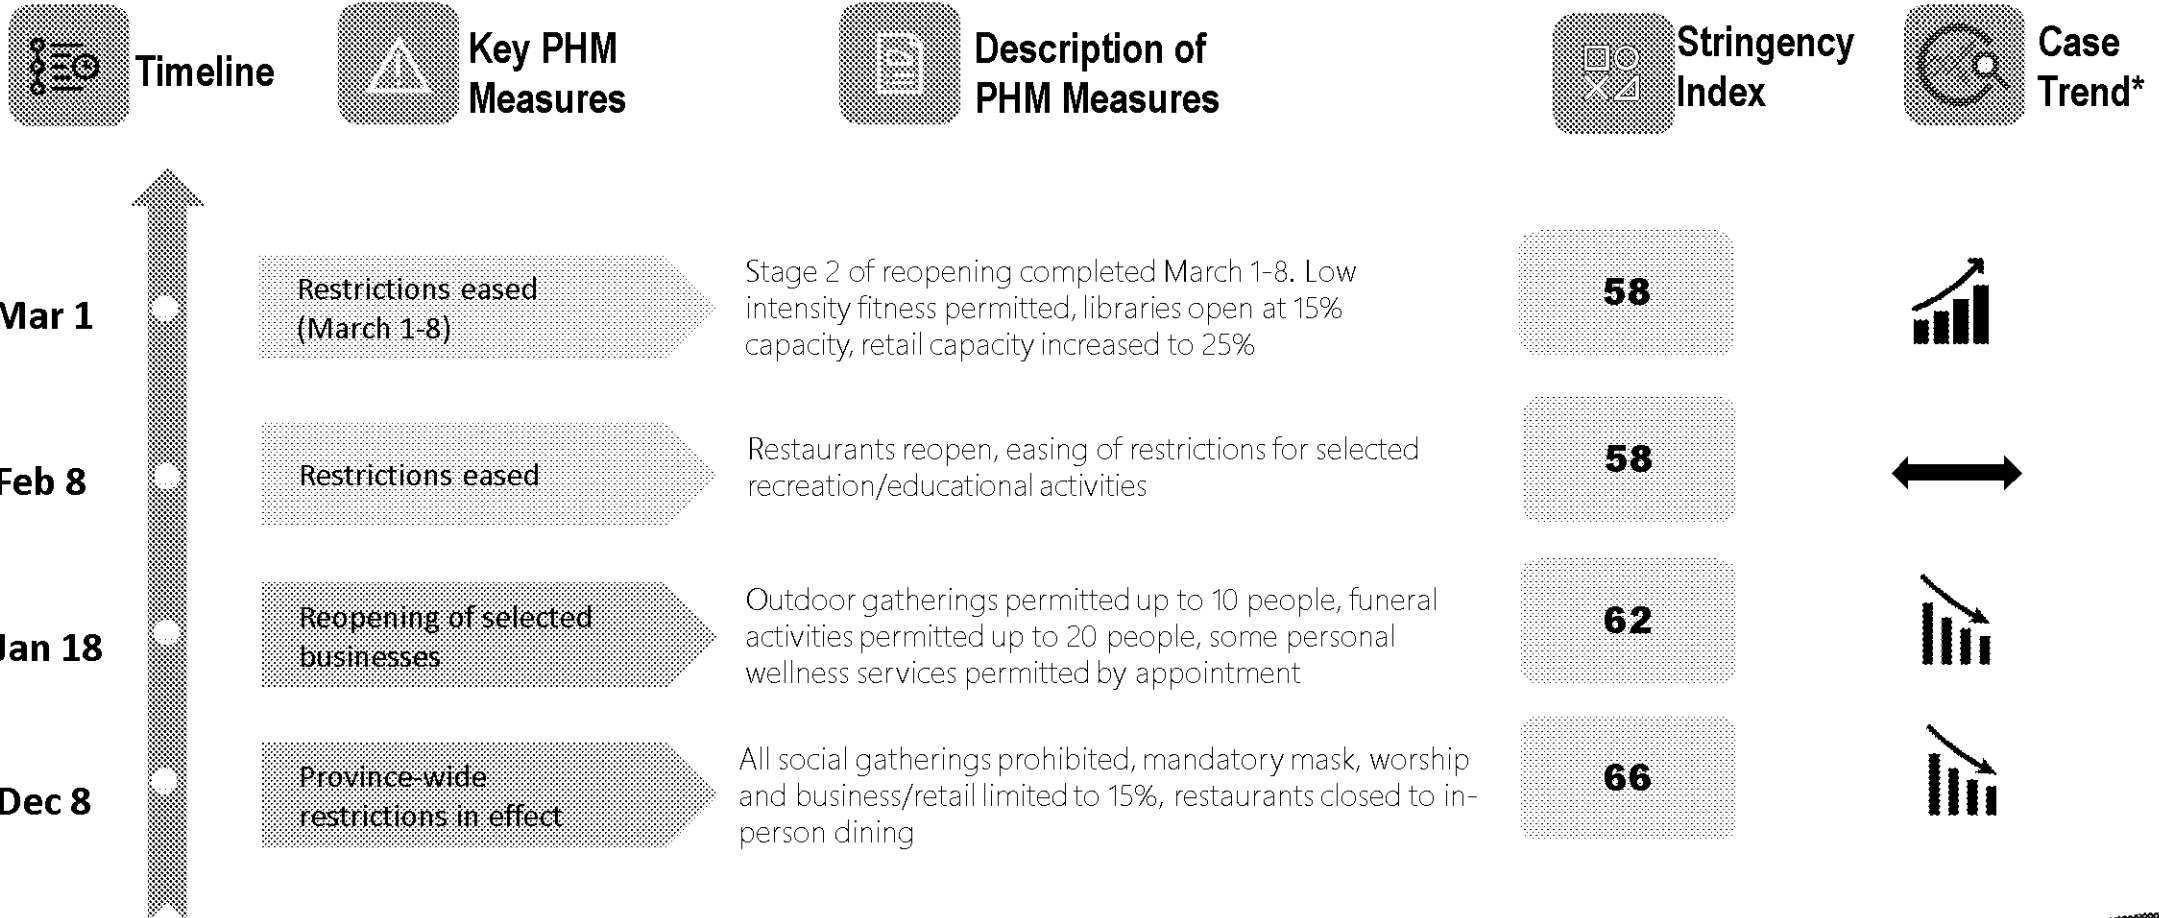 Timeline
Key PHM
Measures
Description of
PHM Measures
Stringency
Index
Case
Trend*
Mar 1
Restrictions eased
(March 1-8)
Stage 2 of reopening completed March 1-8. Low
intensity fitness permitted, libraries open at 15%
capacity, retail capacity increased to 25%
58
Feb 8
Restrictions eased
Restaurants reopen, easing of restrictions for selected
recreation/educational activities
58
Jan 18
Reopening of selected
businesses
Outdoor gatherings permitted up to 10 people, funeral
activities permitted up to 20 people, some personal
wellness services permitted by appointment
62
Dec 8
Province-wide
restrictions in effect
All social gatherings prohibited, mandatory mask, worship
and business/retail limited to 15%, restaurants closed to in-
person dining
66